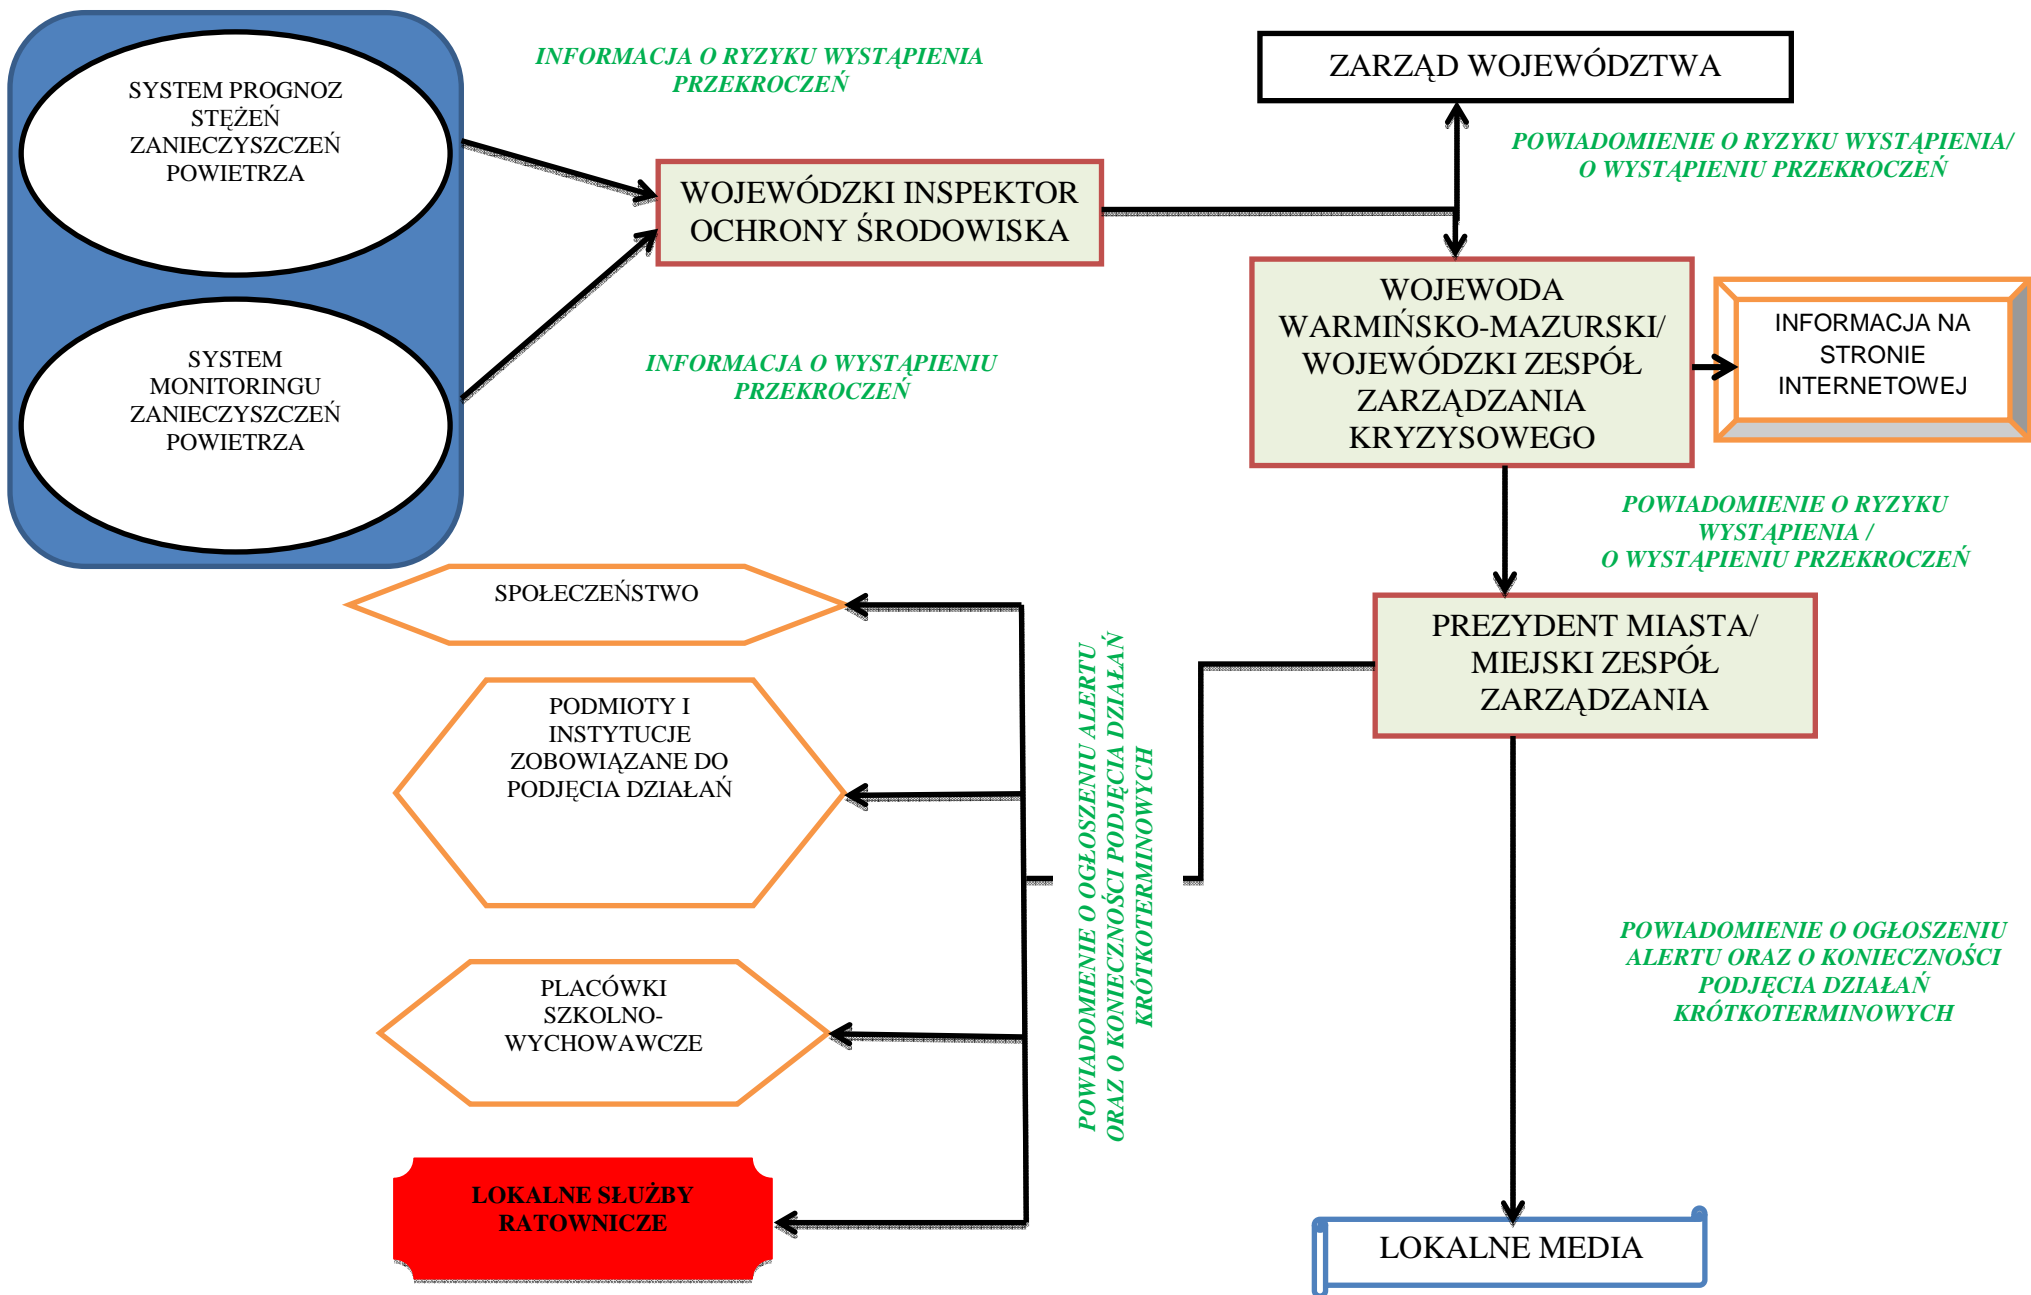 SYSTEM PROGNOZ
STĘŻEŃ
ZANIECZYSZCZEŃ
POWIETRZA
INFORMACJA O RYZYKU WYSTĄPIENIA
PRZEKROCZEŃ
ZARZĄD WOJEWÓDZTWA
POWIADOMIENIE O RYZYKU WYSTĄPIENIA/
O WYSTĄPIENIU PRZEKROCZEŃ
WOJEWÓDZKI INSPEKTOR
OCHRONY ŚRODOWISKA
SYSTEM
MONITORINGU
ZANIECZYSZCZEŃ
POWIETRZA
INFORMACJA O WYSTĄPIENIU
PRZEKROCZEŃ
WOJEWODA
WARMIŃSKO-MAZURSKI/
WOJEWÓDZKI ZESPÓŁ
ZARZĄDZANIA
KRYZYSOWEGO
INFORMACJA NA
STRONIE
INTERNETOWEJ
POWIADOMIENIE O RYZYKU
WYSTĄPIENIA /
O WYSTĄPIENIU PRZEKROCZEŃ
PREZYDENT MIASTA/
MIEJSKI ZESPÓŁ
ZARZĄDZANIA
SPOŁECZEŃSTWO
PODMIOTY I
INSTYTUCJE
ZOBOWIĄZANE DO
PODJĘCIA DZIAŁAŃ
PLACÓWKI
SZKOLNO-
WYCHOWAWCZE
LOKALNE SŁUŻBY
RATOWNICZE
POWIADOMIENIE O OGŁOSZENIU ALERTU
ORAZ O KONIECZNOŚCI PODJĘCIA DZIAŁAŃ
KRÓTKOTERMINOWYCH
POWIADOMIENIE O OGŁOSZENIU
ALERTU ORAZ O KONIECZNOŚCI
PODJĘCIA DZIAŁAŃ
KRÓTKOTERMINOWYCH
LOKALNE MEDIA